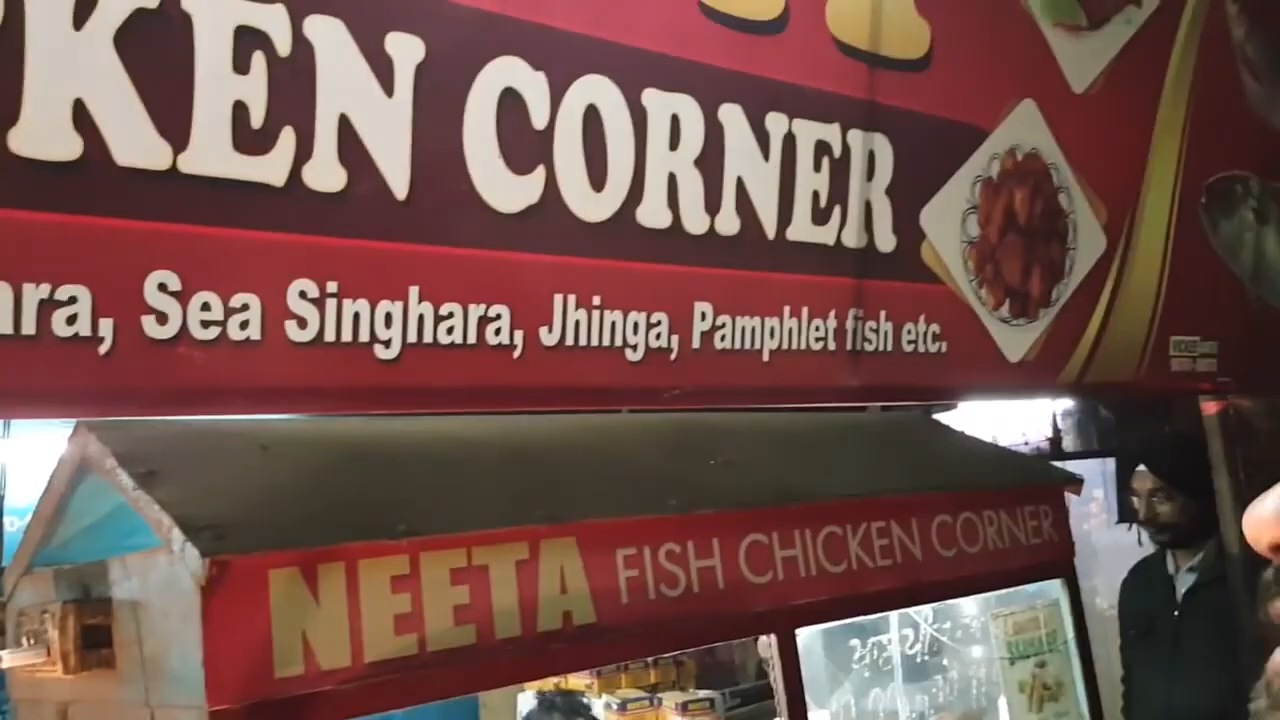 KEN CORNER
ara, Sea Singhara, Jhinga, Pamphlet fish etc.
NEETA FISH CHICKEN CORNER